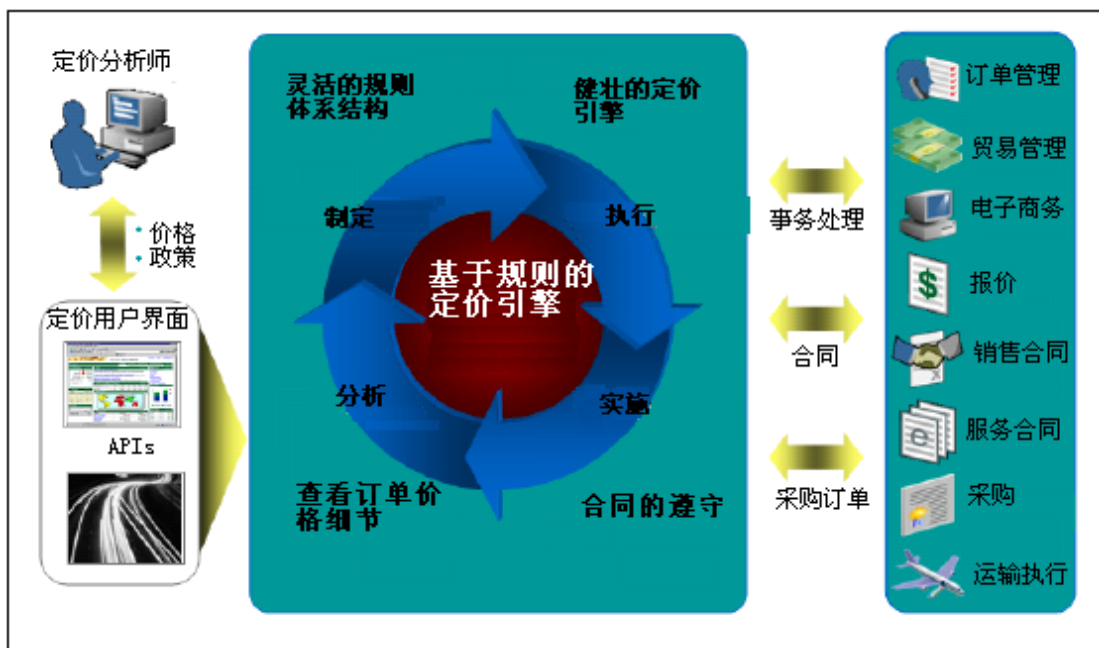 定价分析师
价格
政策
定价用户界面
APIs
灵活的规则
体系结构
健壮的定价
引擎
制定
执行
基于规则的
定价引擎
分析
实施
查看订单价
格细节
合同的遵守
事务处理
合同
采购订单
订单管理
贸易管理
电子商务
报价
销售合同
服务合同
采购
运输执行